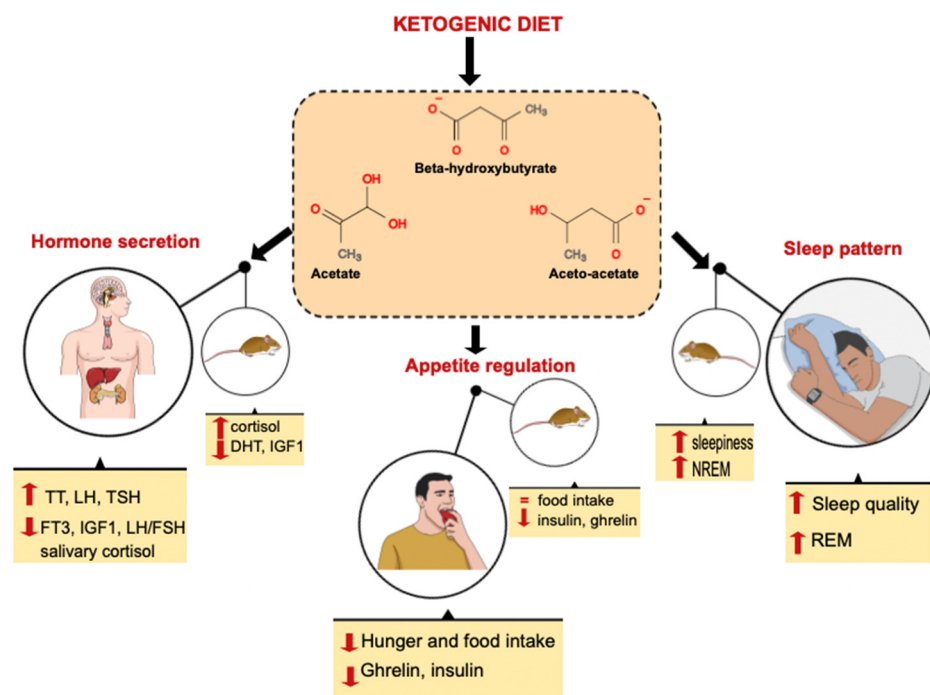 KETOGENIC DIET
O−
CH3
O
O
Beta-hydroxybutyrate
OH
O
OH
CH3
Acetate
HO
O−
CH3
O
Aceto-acetate
Hormone secretion
Sleep pattern
Appetite regulation
cortisol
DHT, IGF1
TT, LH, TSH
FT3, IGF1, LH/FSH
salivary cortisol
= food intake
insulin, ghrelin
Hunger and food intake
Ghrelin, insulin
sleepiness
NREM
Sleep quality
REM